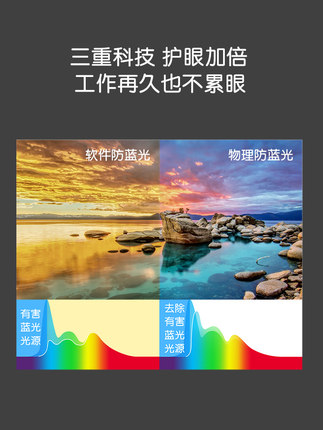 三重科技 护眼加倍
工作再久也不累眼
软件防蓝光
物理防蓝光
有害
蓝光
光源
去除
有害
蓝光
光源